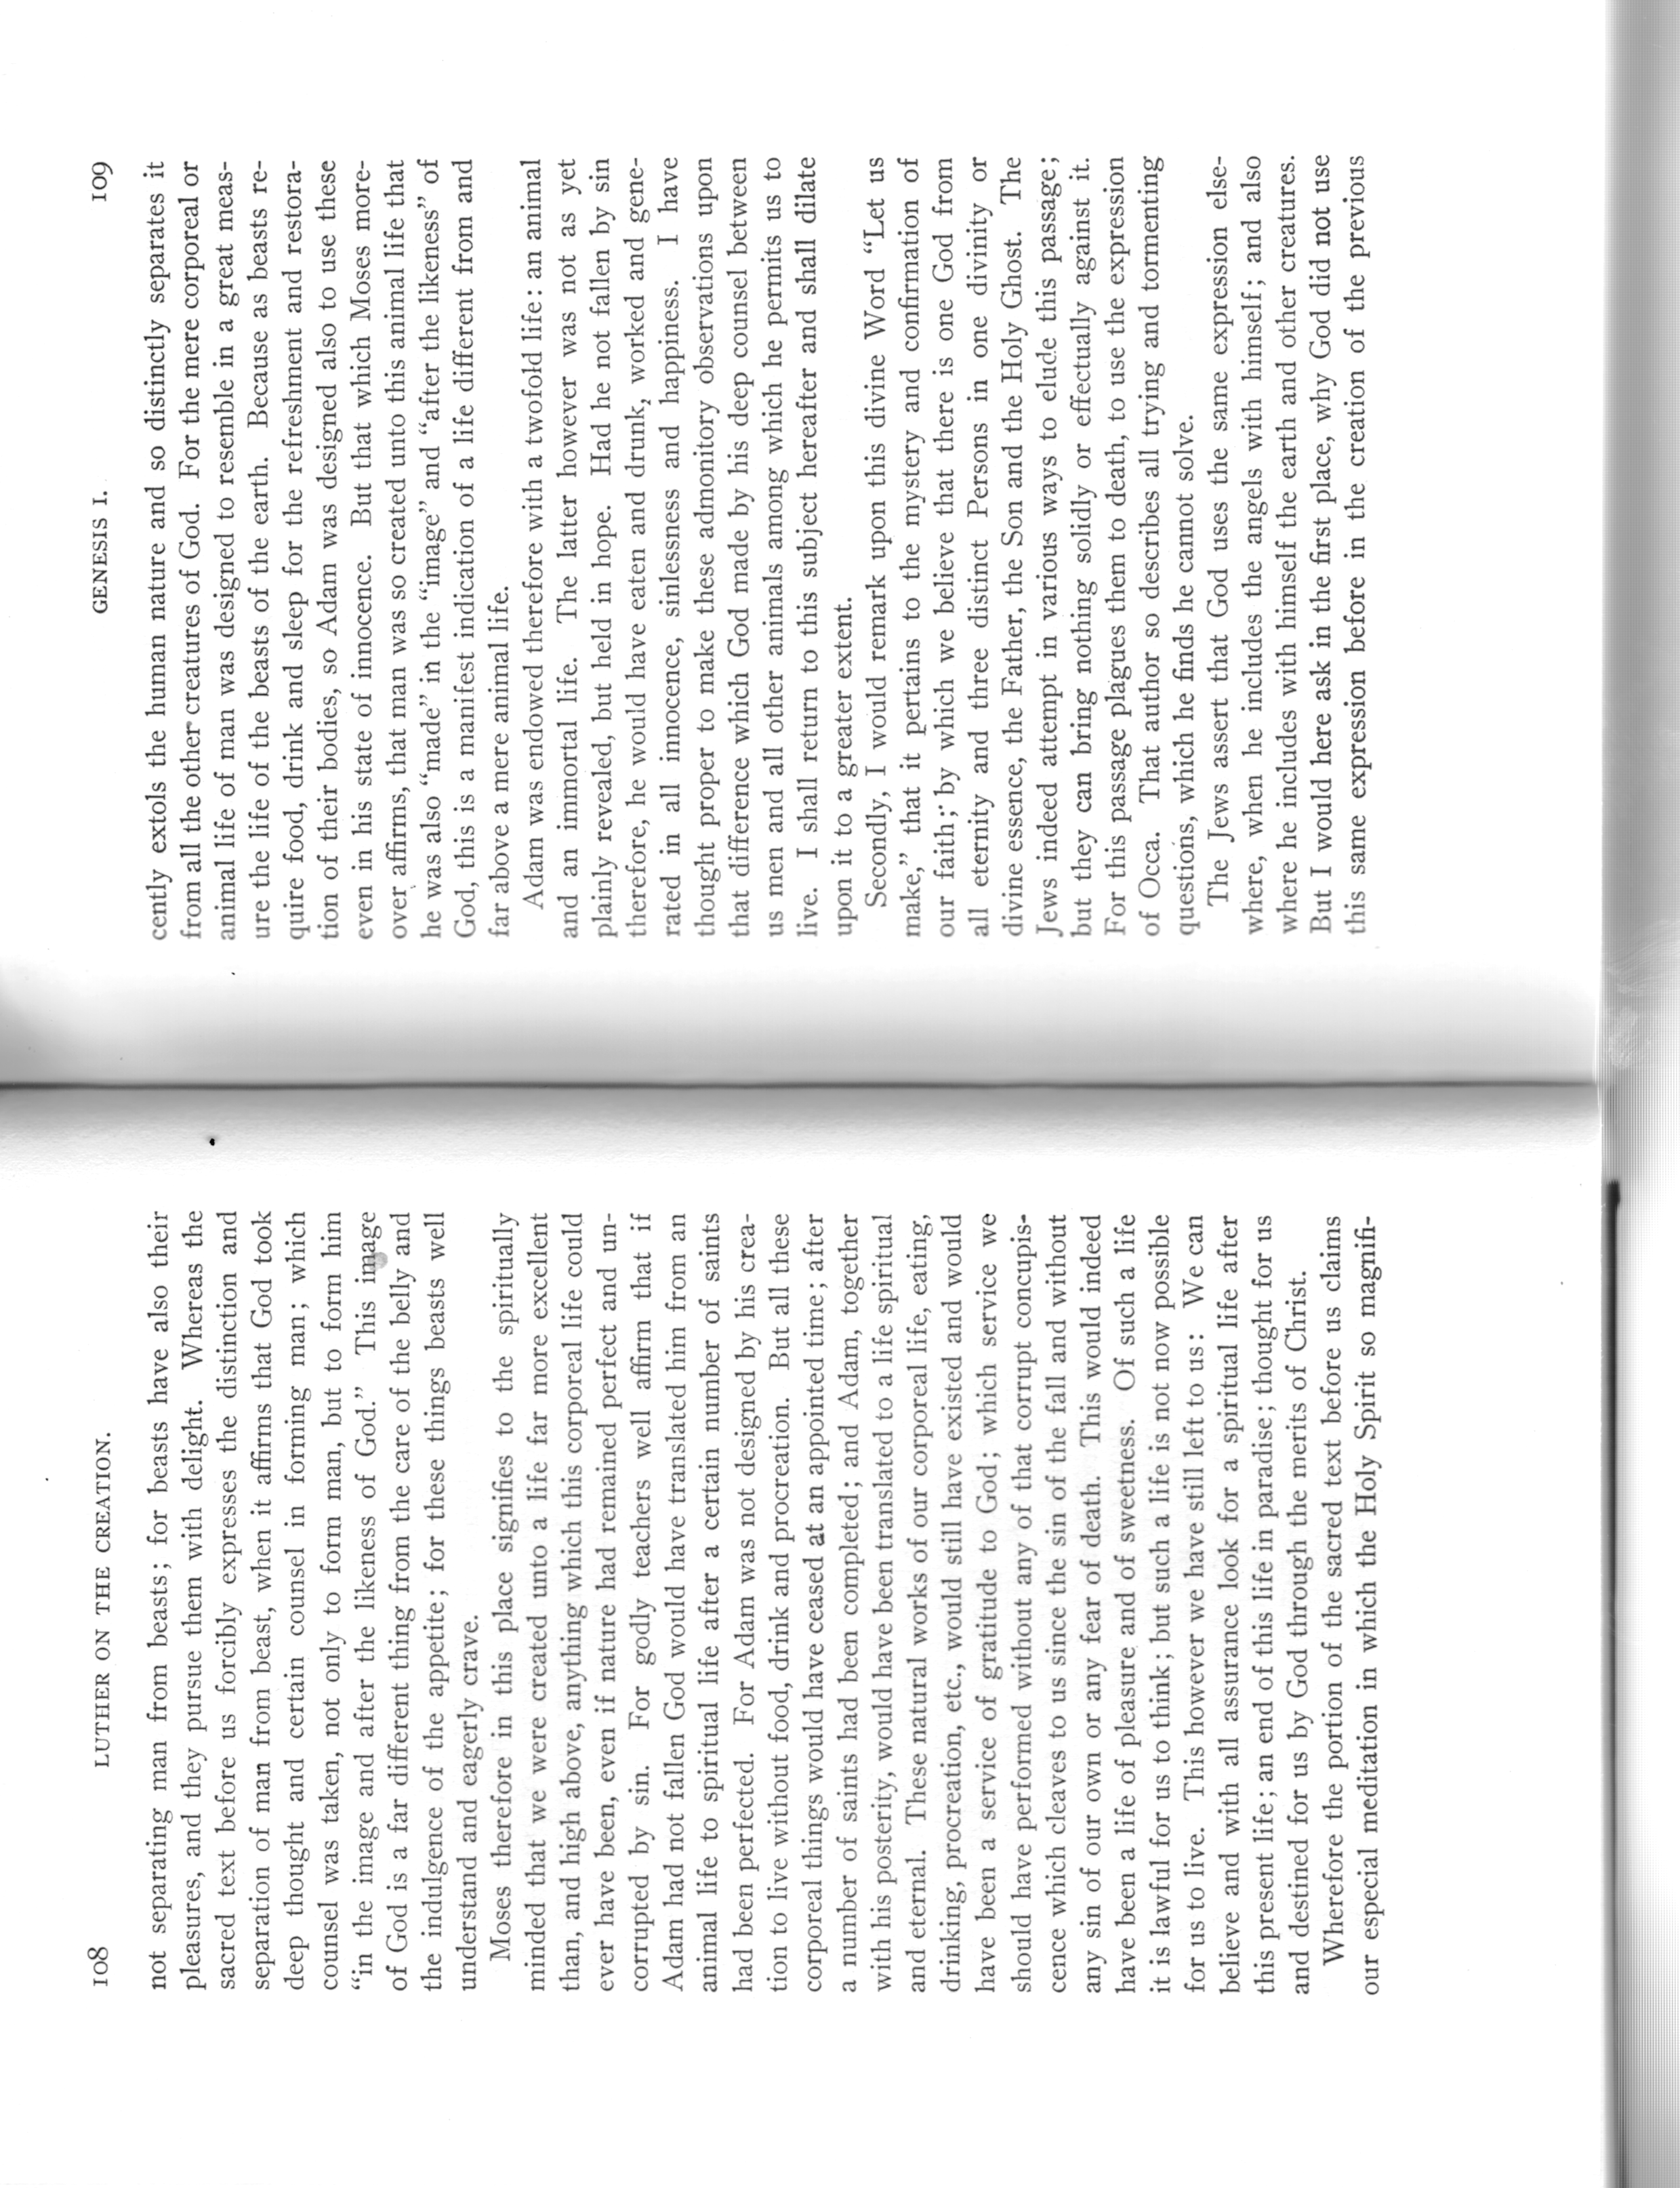 108 LUTHER ON THE CREATION.
not separating man from beasts; for beasts have also their
pleasures, and they pursue them with delight. Whereas the
sacred text before us forcibly expresses the distinction and
separation of man from beast, when it affirms that God took
deep thought and certain counsel in forming man; which
counsel was taken, not only to form man, but to form him
“in the image and after the likeness of God.” This image
of God is a far different thing from the care of the belly and
the indulgence of the appetite; for these things beasts well
understand and eagerly crave.
Moses therefore in this place signifies to the spiritually
minded that we were created unto a life far more excellent
than, and high above, anything which this corporeal life could
ever have been, even if nature had remained perfect and un-
corrupted by sin. For godly teachers well affirm that if
Adam had not fallen God would have translated him from an
animal life to spiritual life after a certain number of saints
had been perfected. For Adam was not designed by his crea-
tion to live without food, drink and procreation. But all these
corporeal things would have ceased at an appointed time; after
a number of saints had been completed; and Adam, together
with his posterity, would have been translated to a life spiritual
and eternal. These natural works of our corporeal life, eating,
drinking, procreation, etc., would still have existed and would
have been a service of gratitude to God; which service we
should have performed without any of that corrupt concupis-
cence which cleaves to us since the sin of the fall and without
any sin of our own or any fear of death. This would indeed
have been a life of pleasure and of sweetness. Of such a life
it is lawful for us to think; but such a life is not now possible
for us to live. This however we have still left to us: We can
believe and with all assurance look for a spiritual life after
this present life; an end of this life in paradise; thought for us
and destined for us by God through the merits of Christ.
Wherefore the portion of the sacred text before us claims
our especial meditation in which the Holy Spirit so magnifi-
GENESIS I. 109
cently extols the human nature and so distinctly separates it
from all the other creatures of God. For the mere corporeal or
animal life of man was designed to resemble in a great meas-
ure the life of the beasts of the earth. Because as beasts re-
quire food, drink and sleep for the refreshment and restora-
tion of their bodies, so Adam was designed also to use these
even in his state of innocence. But that which Moses more-
over affirms, that man was so created unto this animal life that
he was also “made” in the “image” and “after the likeness” of
God, this is a manifest indication of a life different from and
far above a mere animal life.
Adam was endowed therefore with a twofold life: an animal
and an immortal life. The latter however was not as yet
plainly revealed, but held in hope. Had he not fallen by sin
therefore, he would have eaten and drunk, worked and gene-
rated in all innocence, sinlessness and happiness. I have
thought proper to make these admonitory observations upon
that difference which God made by his deep counsel between
us men and all other animals among which he permits us to
live. I shall return to this subject hereafter and shall dilate
upon it to a greater extent.
Secondly, I would remark upon this divine Word “Let us
make,” that it pertains to the mystery and confirmation of
our faith; by which we believe that there is one God from
all eternity and three distinct Persons in one divinity or
divine essence, the Father, the Son and the Holy Ghost. The
Jews indeed attempt in various ways to elude this passage;
but they can bring nothing solidly or effectually against it.
For this passage plagues them to death, to use the expression
of Occa. That author so describes all trying and tormenting
questions, which he finds he cannot solve.
The Jews assert that God uses the same expression else-
where, when he includes the angels with himself; and also
where he includes with himself the earth and other creatures.
But I would here ask in the first place, why God did not use
this same expression before in the creation of the previous